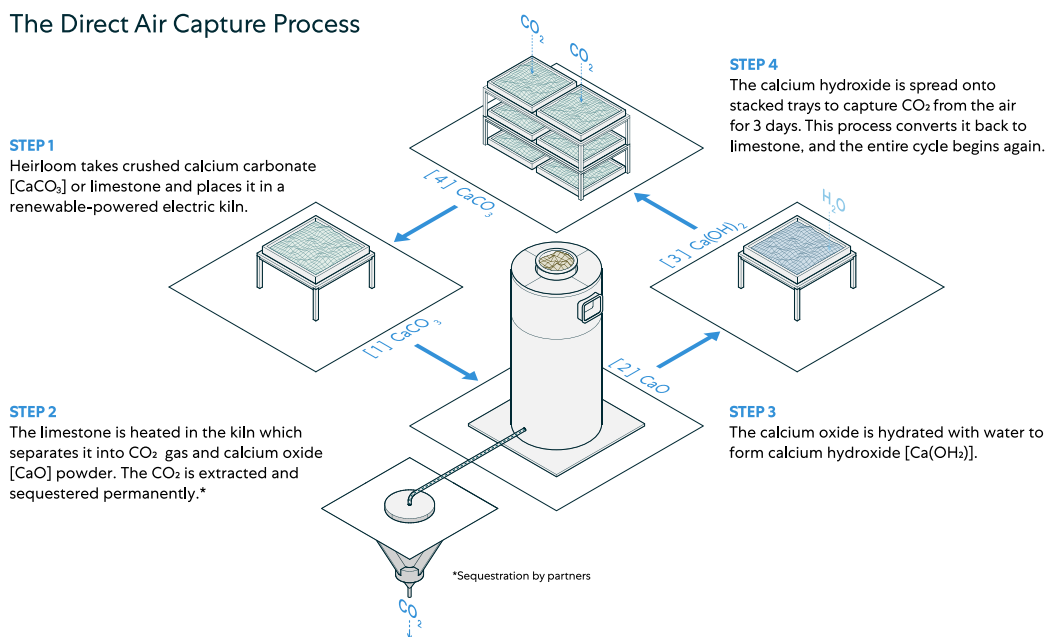 The Direct Air Capture Process
CO₂
CO₂
STEP 4
The calcium hydroxide is spread onto
stacked trays to capture CO₂ from the air
for 3 days. This process converts it back to
limestone, and the entire cycle begins again.
STEP 1
Heirloom takes crushed calcium carbonate
[CaCO₃] or limestone and places it in a
renewable-powered electric kiln.
[4] CaCO₃
[3] Ca(OH)₂
H₂O
[1] CaCO₃
[2] CaO
STEP 2
The limestone is heated in the kiln which
separates it into CO₂ gas and calcium oxide
[CaO] powder. The CO₂ is extracted and
sequestered permanently.*
STEP 3
The calcium oxide is hydrated with water to
form calcium hydroxide [Ca(OH₂)].
*Sequestration by partners
CO₂